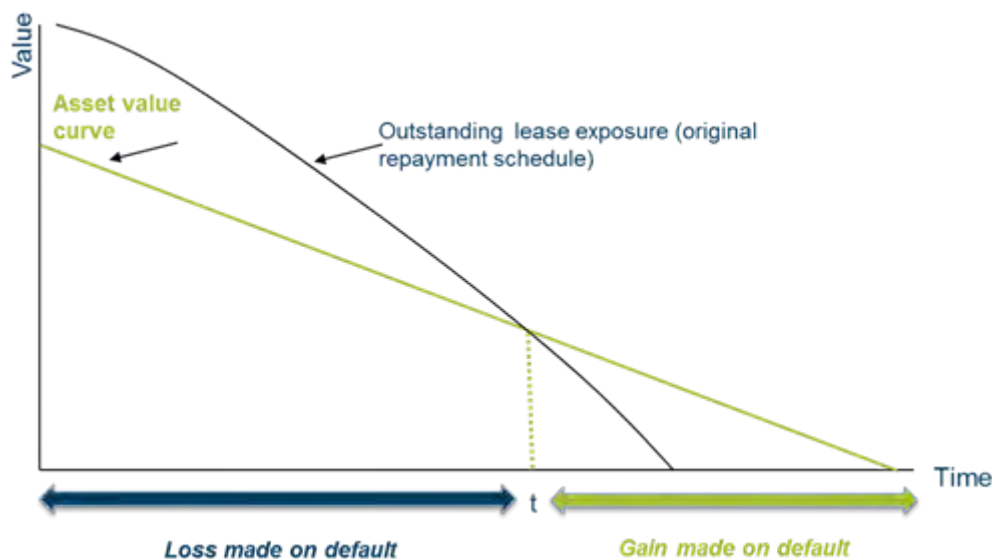 Value
Asset value
curve
Outstanding lease exposure (original
repayment schedule)
Time
t
Loss made on default
Gain made on default